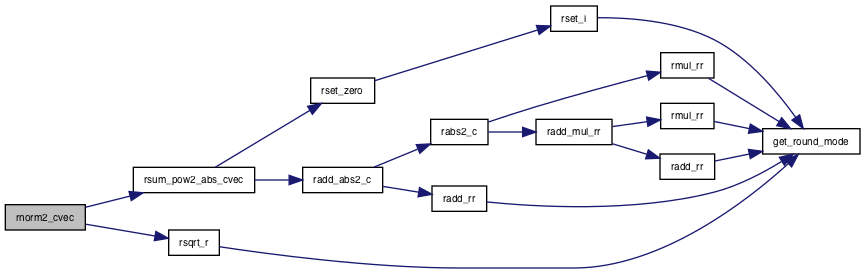 rset_i
rmul_rr
rset_zero
rmul_rr
rabs2_c
radd_mul_rr
get_round_mode
radd_rr
rsum_pow2_abs_cvec
radd_abs2_c
radd_rr
rnorm2_cvec
rsqrt_r